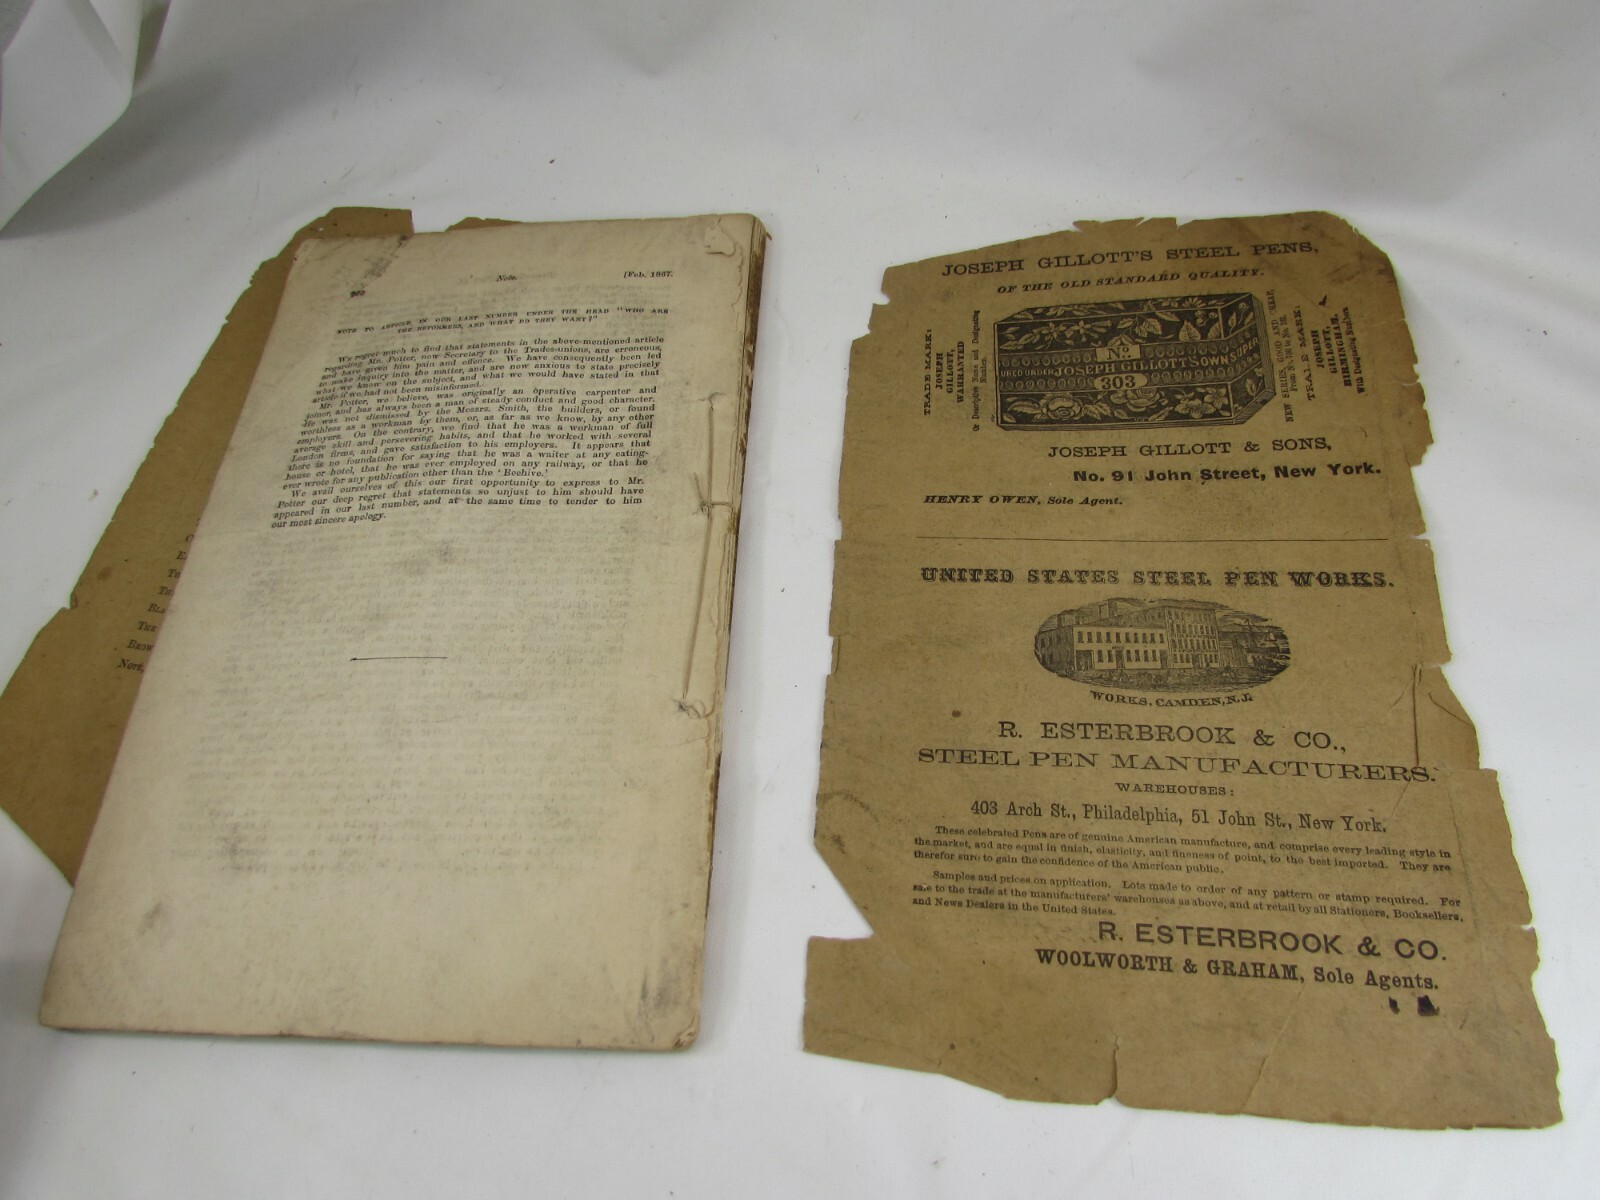 Note.
[Feb. 1867.
NOTE TO ARTICLE IN OUR LAST NUMBER UNDER THE HEAD "WHO ARE
THE REFORMERS, AND WHAT DO THEY WANT?"
We regret much to find that statements in the above-mentioned article
regarding Mr. Potter, now Secretary to the Trades-unions, are erroneous,
and have given him pain and offence. We have consequently been led
to make inquiry into the matter, and are now anxious to state precisely
what we know on the subject, and what we would have stated in that
article if we had not been misinformed.
Mr. Potter, we believe, was originally an operative carpenter and
joiner, and has always been a man of steady conduct and good character.
He was not dismissed by the Messrs. Smith, the builders, or found
worthless as a workman by them, or, as far as we know, by any other
employers. On the contrary, we find that he was a workman of full
average skill and persevering habits, and that he worked with several
London firms, and gave satisfaction to his employers. It appears that
there is no foundation for saying that he was a waiter at any eating-
house or hotel, that he was ever employed on any railway, or that he
ever wrote for any publication other than the 'Beehive.'
We avail ourselves of this our first opportunity to express to Mr.
Potter our deep regret that statements so unjust to him should have
appeared in our last number, and at the same time to tender to him
our most sincere apology.
JOSEPH GILLOTT'S STEEL PENS,
OF THE OLD STANDARD QUALITY.
TRADE MARK:
JOSEPH
GILLOTT,
WARRANTED
Or Descriptive Name and Designating
Number.
No
JOSEPH GILLOTT'S OWN SUPER
303
TRADE MARK:
JOSEPH
GILLOTT,
BIRMINGHAM.
With Designating Numbers
JOSEPH GILLOTT & SONS,
No. 91 John Street, New York.
HENRY OWEN, Sole Agent.
UNITED STATES STEEL PEN WORKS.
WORKS, CAMDEN, N.J.
R. ESTERBROOK & CO.,
STEEL PEN MANUFACTURERS.
WAREHOUSES:
403 Arch St., Philadelphia, 51 John St., New York.
These celebrated Pens are of genuine American manufacture, and comprise every leading style in
the market, and are equal in finish, elasticity, and fineness of point, to the best imported. They are
therefor sure to gain the confidence of the American public.
Samples and prices on application. Lots made to order of any pattern or stamp required. For
sale to the trade at the manufacturers' warehouses as above, and at retail by all Stationers, Booksellers,
and News Dealers in the United States.
R. ESTERBROOK & CO.
WOOLWORTH & GRAHAM, Sole Agents.